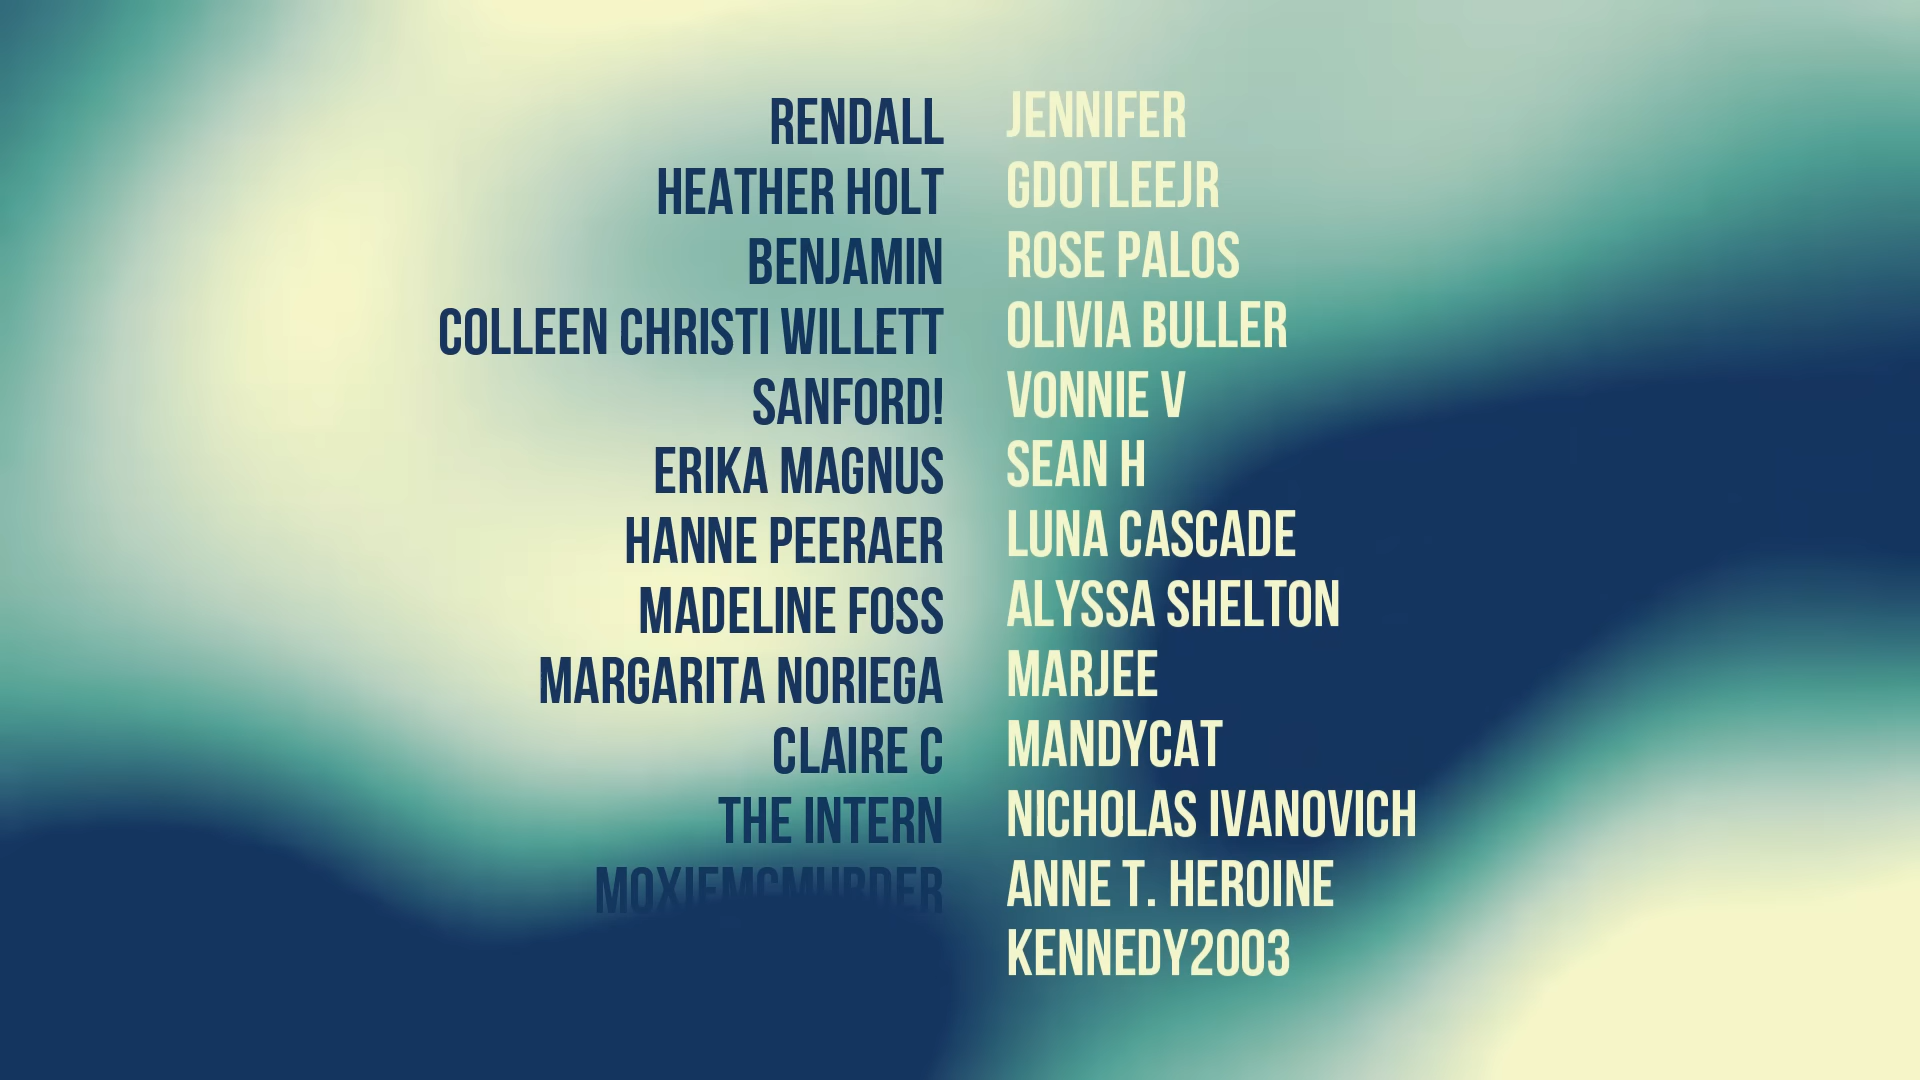 RENDALL
HEATHER HOLT
BENJAMIN
COLLEEN CHRISTI WILLETT
SANFORD!
ERIKA MAGNUS
HANNE PEERAER
MADELINE FOSS
MARGARITA NORIEGA
CLAIRE C
THE INTERN
MOXIEMCMURDER
JENNIFER
GDOTLEEJR
ROSE PALOS
OLIVIA BULLER
VONNIE V
SEAN H
LUNA CASCADE
ALYSSA SHELTON
MARJEE
MANDYCAT
NICHOLAS IVANOVICH
ANNE T. HEROINE
KENNEDY2003